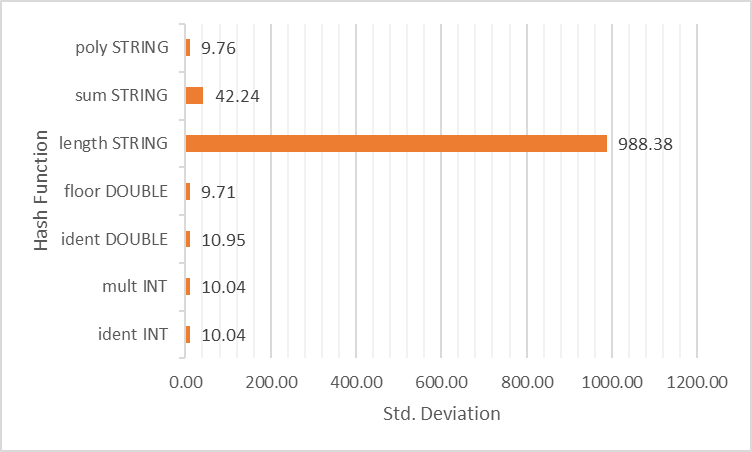 poly STRING 9.76
sum STRING 42.24
length STRING 988.38
floor DOUBLE 9.71
ident DOUBLE 10.95
mult INT 10.04
ident INT 10.04
Hash Function
0.00 200.00 400.00 600.00 800.00 1000.00 1200.00
Std. Deviation